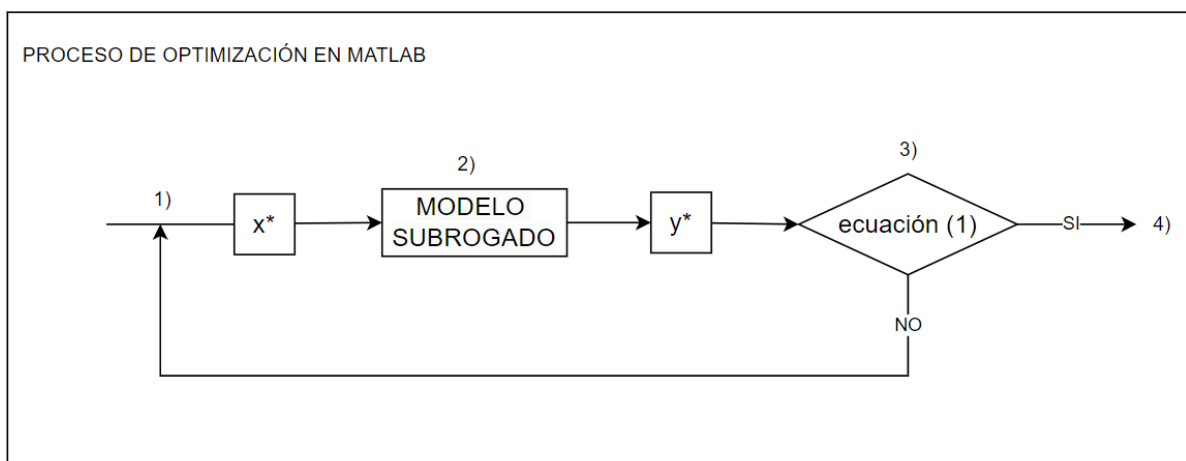 PROCESO DE OPTIMIZACIÓN EN MATLAB
1)
x*
2)
MODELO
SUBROGADO
y*
3)
ecuación (1)
SI
4)
NO